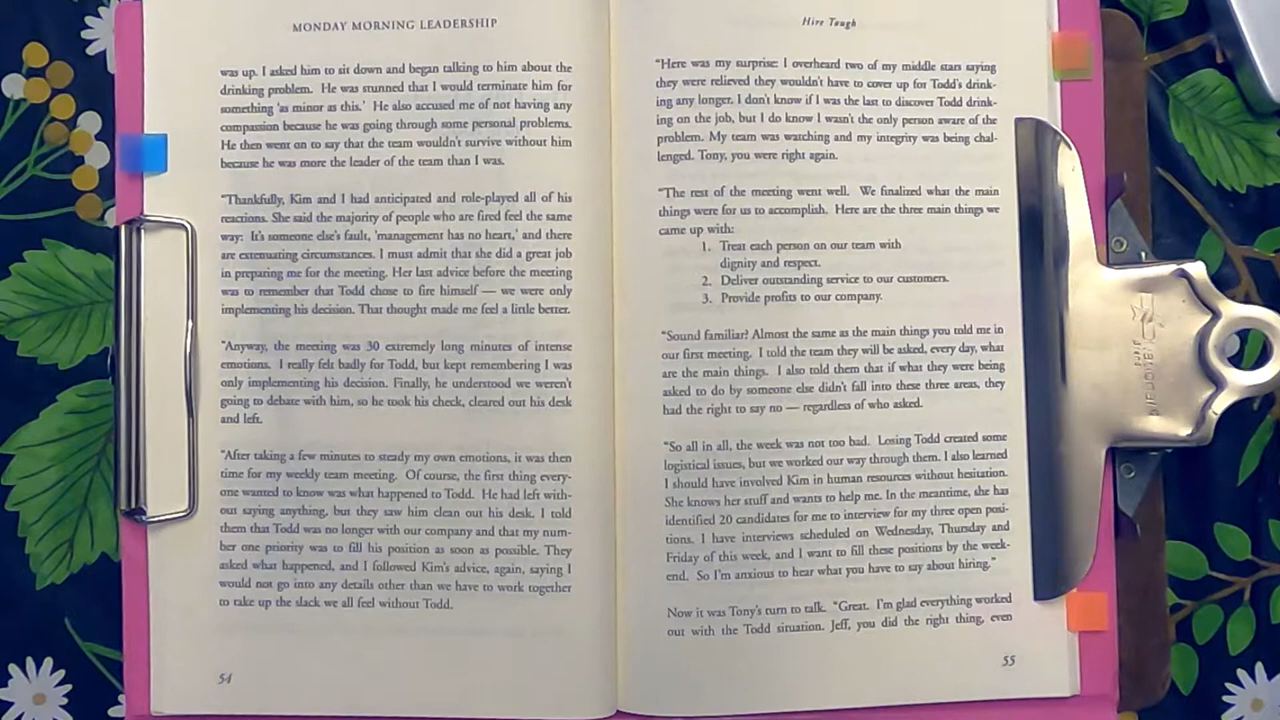 MONDAY MORNING LEADERSHIP
was up. I asked him to sit down and began talking to him about the
drinking problem. He was stunned that I would terminate him for
something 'as minor as this.' He also accused me of not having any
compassion because he was going through some personal problems.
He then went on to say that the team wouldn't survive without him
because he was more the leader of the team than I was.
"Thankfully, Kim and I had anticipated and role-played all of his
reactions. She said the majority of people who are fired feel the same
way: It's someone else's fault, 'management has no heart,' and there
are extenuating circumstances. I must admit that she did a great job
in preparing me for the meeting. Her last advice before the meeting
was to remember that Todd chose to fire himself — we were only
implementing his decision. That thought made me feel a little better.
"Anyway, the meeting was 30 extremely long minutes of intense
emotions. I really felt badly for Todd, but kept remembering I was
only implementing his decision. Finally, he understood we weren't
going to debate with him, so he took his check, cleared out his desk
and left.
"After taking a few minutes to steady my own emotions, it was then
time for my weekly team meeting. Of course, the first thing every-
one wanted to know was what happened to Todd. He had left with-
out saying anything, but they saw him clean out his desk. I told
them that Todd was no longer with our company and that my num-
ber one priority was to fill his position as soon as possible. They
asked what happened, and I followed Kim's advice, again, saying I
would not go into any details other than we have to work together
to take up the slack we all feel without Todd.
54
Hire Tough
"Here was my surprise: I overheard two of my middle stars saying
they were relieved they wouldn't have to cover up for Todd's drink-
ing any longer. I don't know if I was the last to discover Todd drink-
ing on the job, but I do know I wasn't the only person aware of the
problem. My team was watching and my integrity was being chal-
lenged. Tony, you were right again.
"The rest of the meeting went well. We finalized what the main
things were for us to accomplish. Here are the three main things we
came up with:
1. Treat each person on our team with
dignity and respect.
2. Deliver outstanding service to our customers.
3. Provide profits to our company.
"Sound familiar? Almost the same as the main things you told me in
our first meeting. I told the team they will be asked, every day, what
are the main things. I also told them that if what they were being
asked to do by someone else didn't fall into these three areas, they
had the right to say no — regardless of who asked.
"So all in all, the week was not too bad. Losing Todd created some
logistical issues, but we worked our way through them. I also learned
I should have involved Kim in human resources without hesitation.
She knows her stuff and wants to help me. In the meantime, she has
identified 20 candidates for me to interview for my three open posi-
tions. I have interviews scheduled on Wednesday, Thursday and
Friday of this week, and I want to fill these positions by the week-
end. So I'm anxious to hear what you have to say about hiring."
Now it was Tony's turn to talk. "Great. I'm glad everything worked
out with the Todd situation. Jeff, you did the right thing, even
55